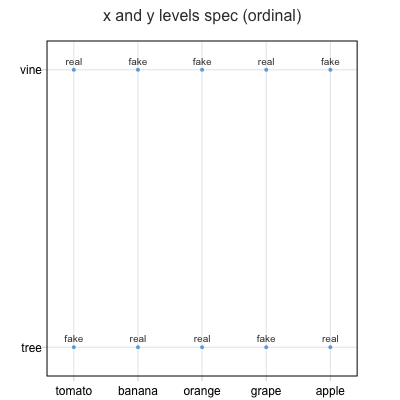 x and y levels spec (ordinal)
real fake fake real fake
vine
fake real real fake real
tree
tomato banana orange grape apple